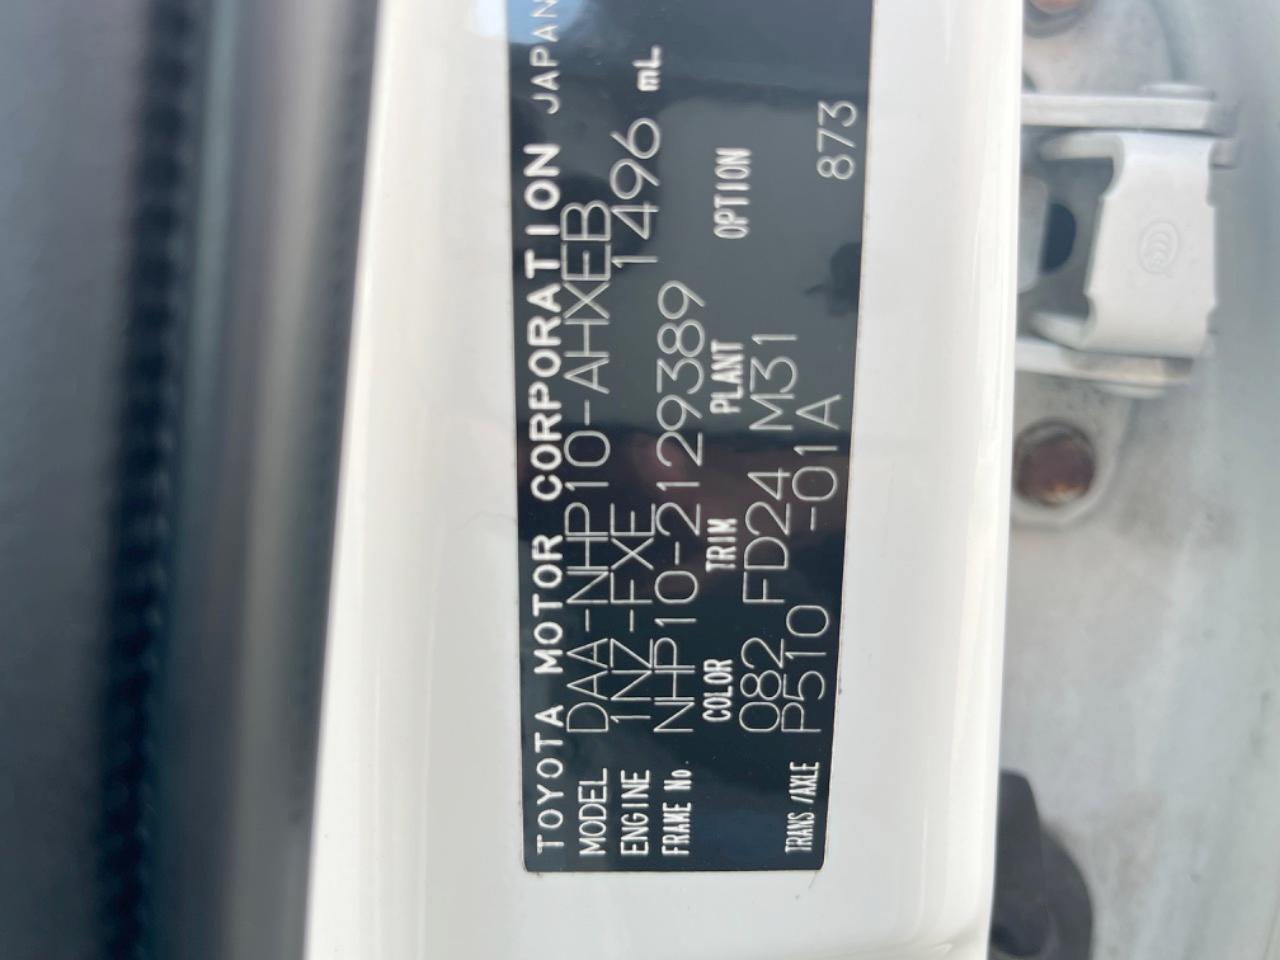 TOYOTA MOTOR CORPORATION JAPAN
MODEL DAA-NHP10-AHXEB
ENGINE 1NZ-FXE 1496 mL
FRAME No. NHP10-2129389
COLOR TRIM PLANT OPTION
082 FD24 M31
TRANS/AXLE P510 -01A 873